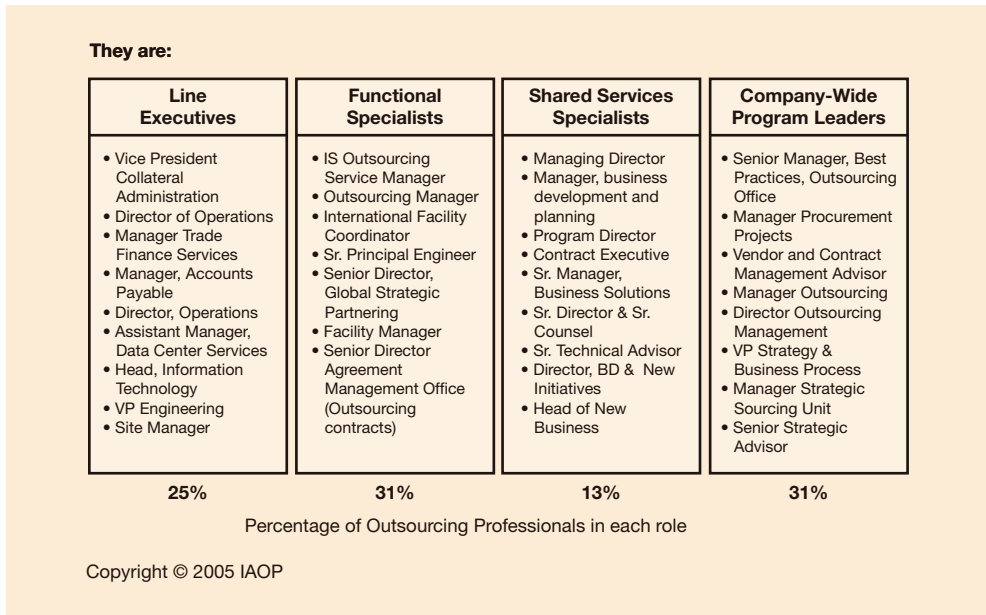 They are:
Line
Executives
• Vice President
Collateral
Administration
• Director of Operations
• Manager Trade
Finance Services
• Manager, Accounts
Payable
• Director, Operations
• Assistant Manager,
Data Center Services
• Head, Information
Technology
• VP Engineering
• Site Manager
25%
Functional
Specialists
• IS Outsourcing
Service Manager
• Outsourcing Manager
• International Facility
Coordinator
• Sr. Principal Engineer
• Senior Director,
Global Strategic
Partnering
• Facility Manager
• Senior Director
Agreement
Management Office
(Outsourcing
contracts)
31%
Shared Services
Specialists
• Managing Director
• Manager, business
development and
planning
• Program Director
• Contract Executive
• Sr. Manager,
Business Solutions
• Sr. Director & Sr.
Counsel
• Sr. Technical Advisor
• Director, BD & New
Initiatives
• Head of New
Business
13%
Company-Wide
Program Leaders
• Senior Manager, Best
Practices, Outsourcing
Office
• Manager Procurement
Projects
• Vendor and Contract
Management Advisor
• Manager Outsourcing
• Director Outsourcing
Management
• VP Strategy &
Business Process
• Manager Strategic
Sourcing Unit
• Senior Strategic
Advisor
31%
Percentage of Outsourcing Professionals in each role
Copyright © 2005 IAOP